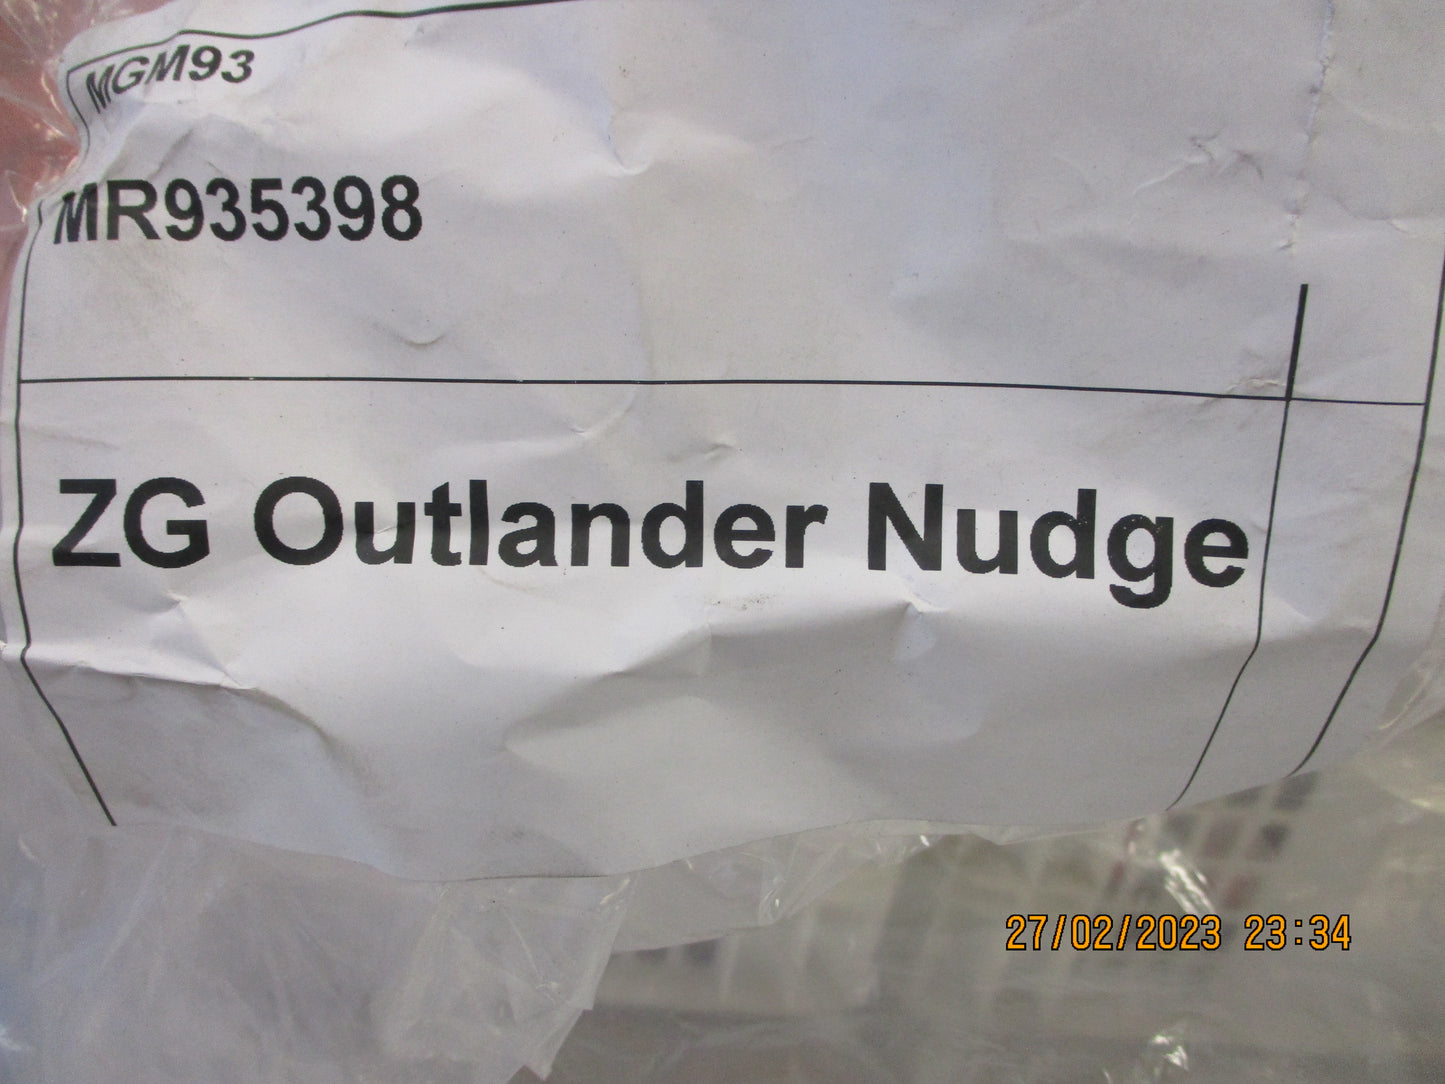 MGM93
MR935398
ZG Outlander Nudge
27/02/2023 23:34